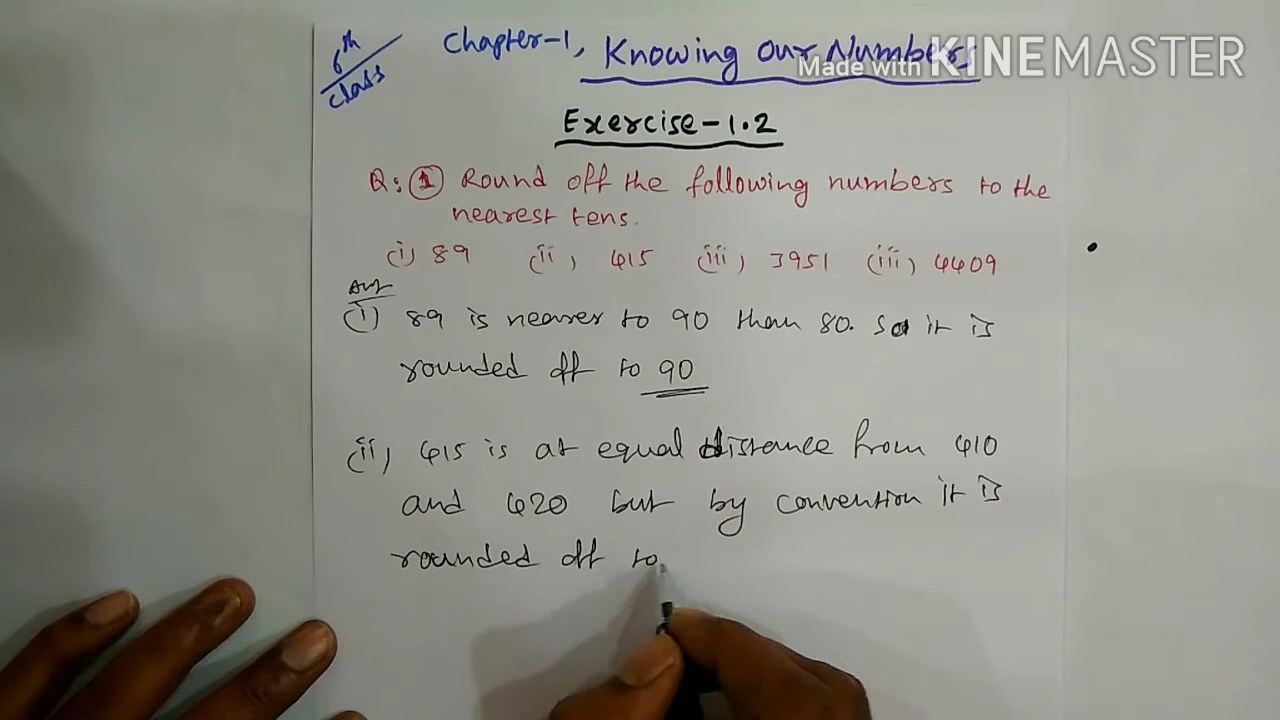 6th class
Chapter-1, Knowing Our Numbers
Made with KINEMASTER
Exercise-1.2
Q: 1 Round off the following numbers to the
nearest tens.
(i) 89 (ii) 415 (iii) 3951 (iii) 4409
Ans
(i) 89 is nearer to 90 than 80. So it is
rounded off to 90
(ii) 415 is at equal distance from 410
and 420 but by convention it is
rounded off to